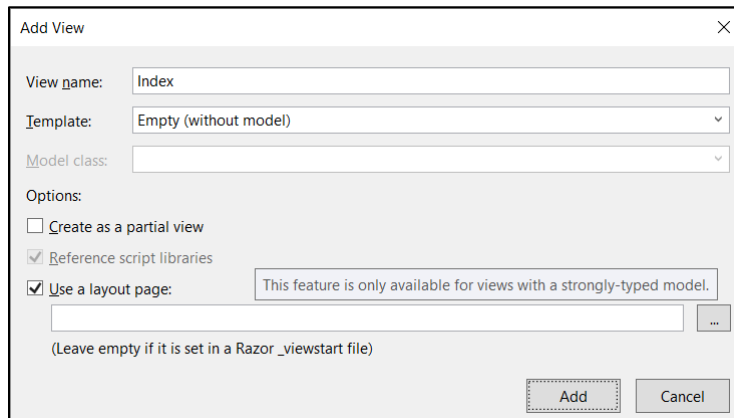 Add View
View name: Index
Template: Empty (without model)
Model class:
Options:
Create as a partial view
Reference script libraries
Use a layout page: This feature is only available for views with a strongly-typed model.
...
(Leave empty if it is set in a Razor _viewstart file)
Add Cancel